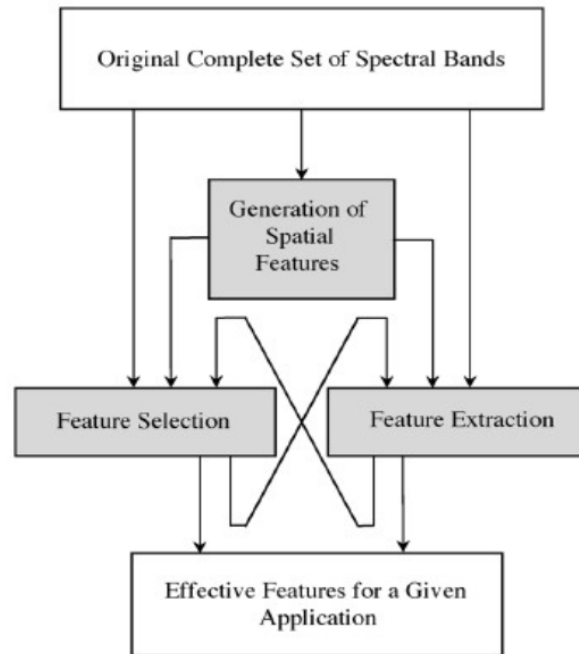 Original Complete Set of Spectral Bands
Generation of
Spatial
Features
Feature Selection
Feature Extraction
Effective Features for a Given
Application